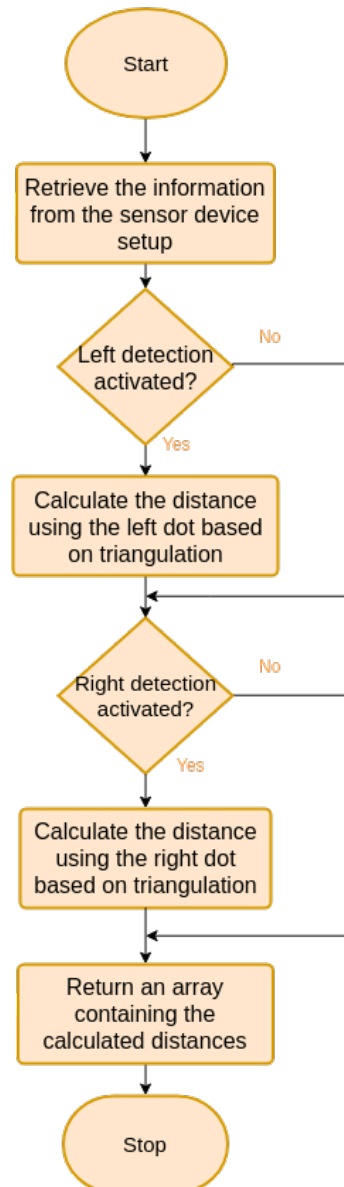 Start
Retrieve the information
from the sensor device
setup
Left detection
activated?
No
Yes
Calculate the distance
using the left dot based
on triangulation
Right detection
activated?
No
Yes
Calculate the distance
using the right dot
based on triangulation
Return an array
containing the
calculated distances
Stop